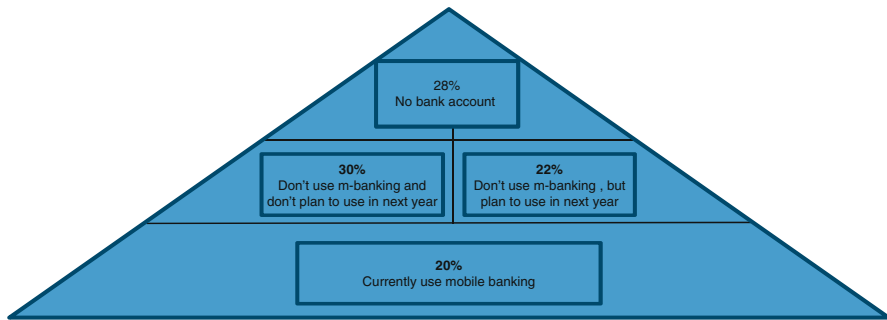 28%
No bank account
30%
Don't use m-banking and
don't plan to use in next year
22%
Don't use m-banking , but
plan to use in next year
20%
Currently use mobile banking